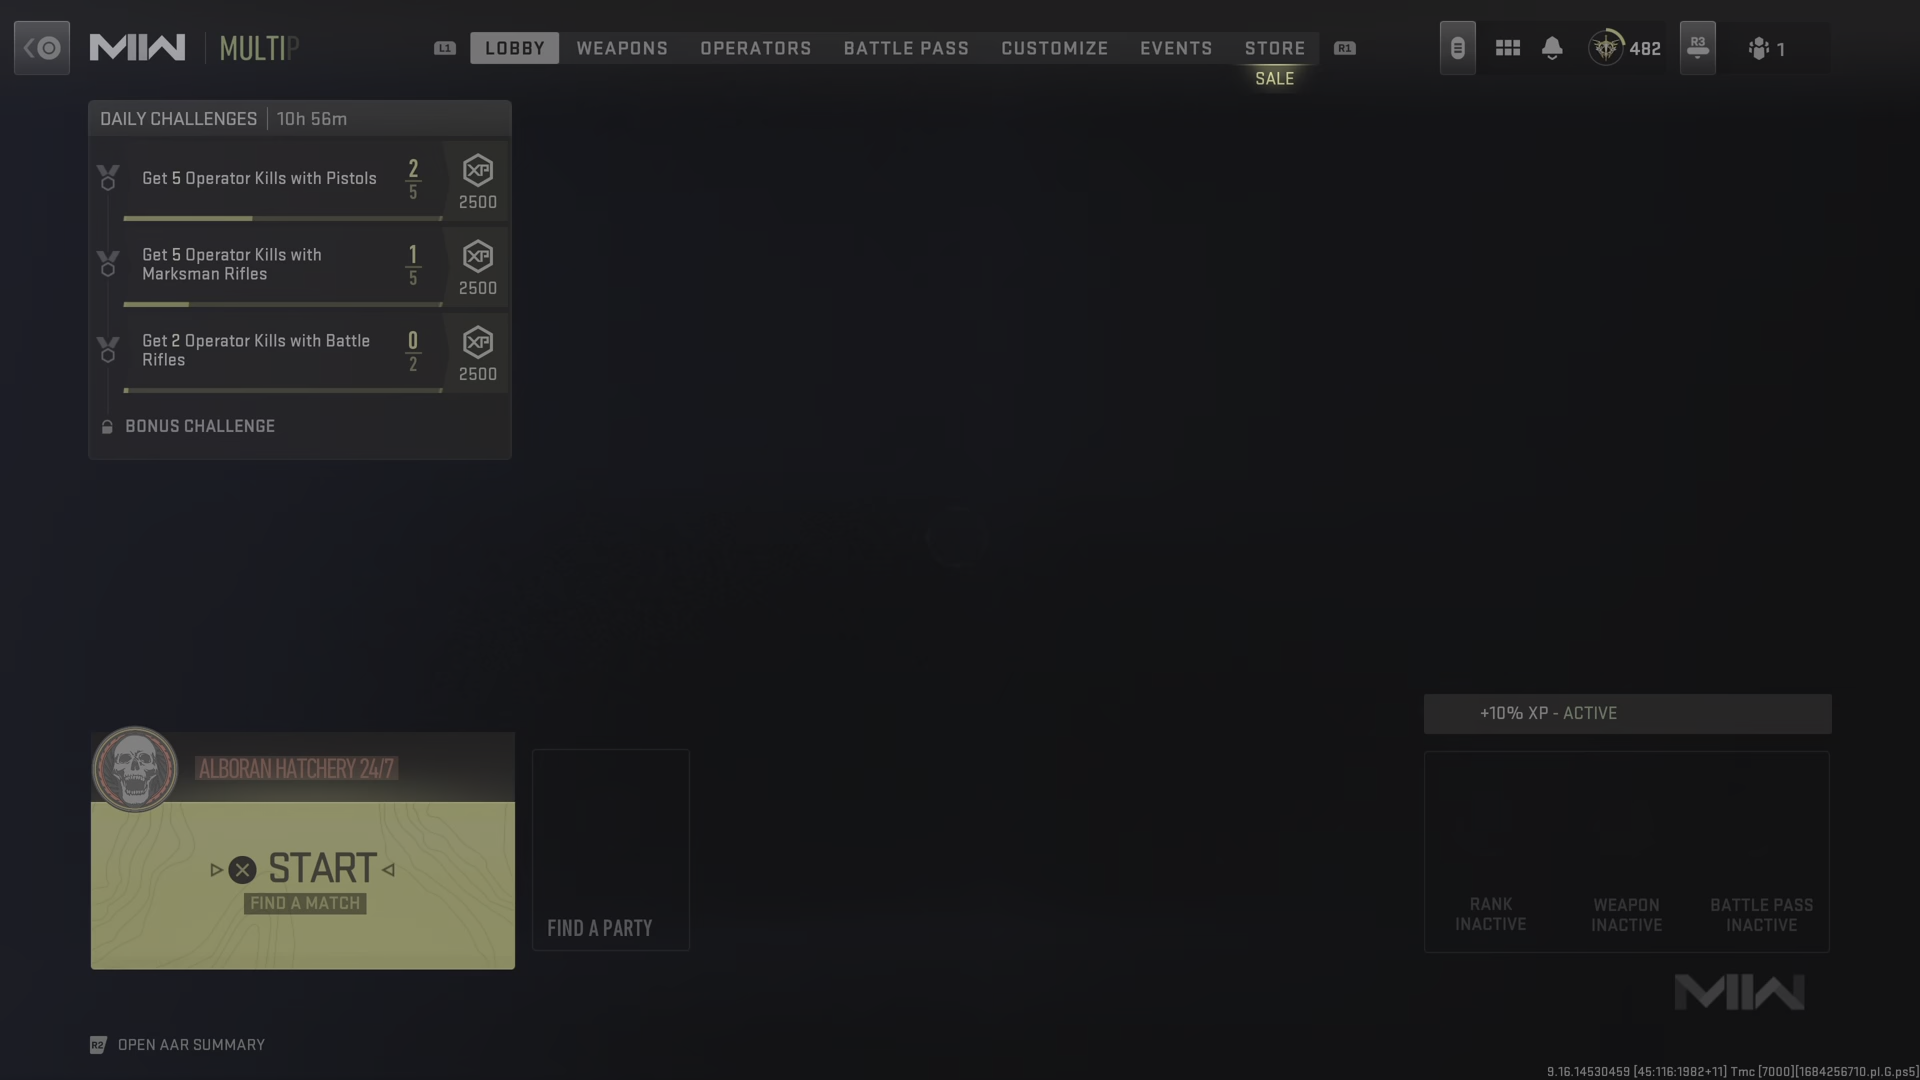 MW MULTIP
L1 LOBBY WEAPONS OPERATORS BATTLE PASS CUSTOMIZE EVENTS STORE R1
SALE
482
R3
1
DAILY CHALLENGES 10h 56m
Get 5 Operator Kills with Pistols
2
5
XP
2500
Get 5 Operator Kills with
Marksman Rifles
1
5
XP
2500
Get 2 Operator Kills with Battle
Rifles
0
2
XP
2500
BONUS CHALLENGE
ALBORAN HATCHERY 24/7
START
FIND A MATCH
FIND A PARTY
+10% XP - ACTIVE
RANK
INACTIVE
WEAPON
INACTIVE
BATTLE PASS
INACTIVE
MW
R2 OPEN AAR SUMMARY
9.16.14530459 [45:116:1982+11] Tmc [7000][1684256710.pl.G.ps5]